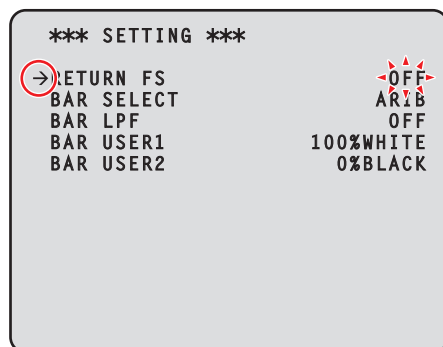 *** SETTING ***
→RETURN FS OFF
BAR SELECT ARIB
BAR LPF OFF
BAR USER1 100%WHITE
BAR USER2 0%BLACK